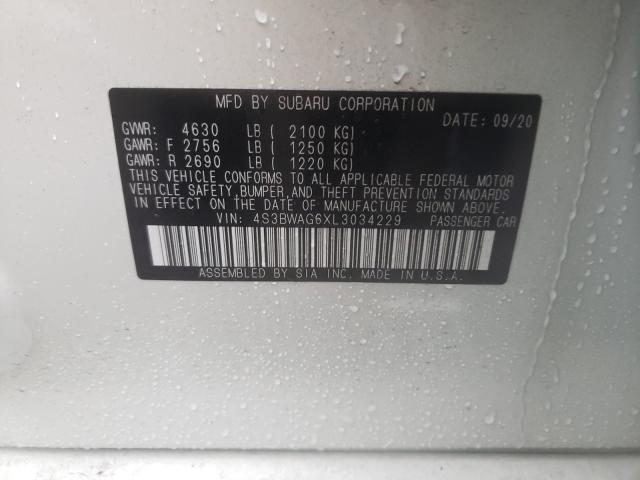 MFD BY SUBARU CORPORATION
DATE: 09/20
GVWR: 4630 LB ( 2100 KG)
GAWR: F 2756 LB ( 1250 KG)
GAWR: R 2690 LB ( 1220 KG)
THIS VEHICLE CONFORMS TO ALL APPLICABLE FEDERAL MOTOR
VEHICLE SAFETY, BUMPER, AND THEFT PREVENTION STANDARDS
IN EFFECT ON THE DATE OF MANUFACTURE SHOWN ABOVE.
VIN: 4S3BWAG6XL3034229 PASSENGER CAR
ASSEMBLED BY SIA INC. MADE IN U.S.A.